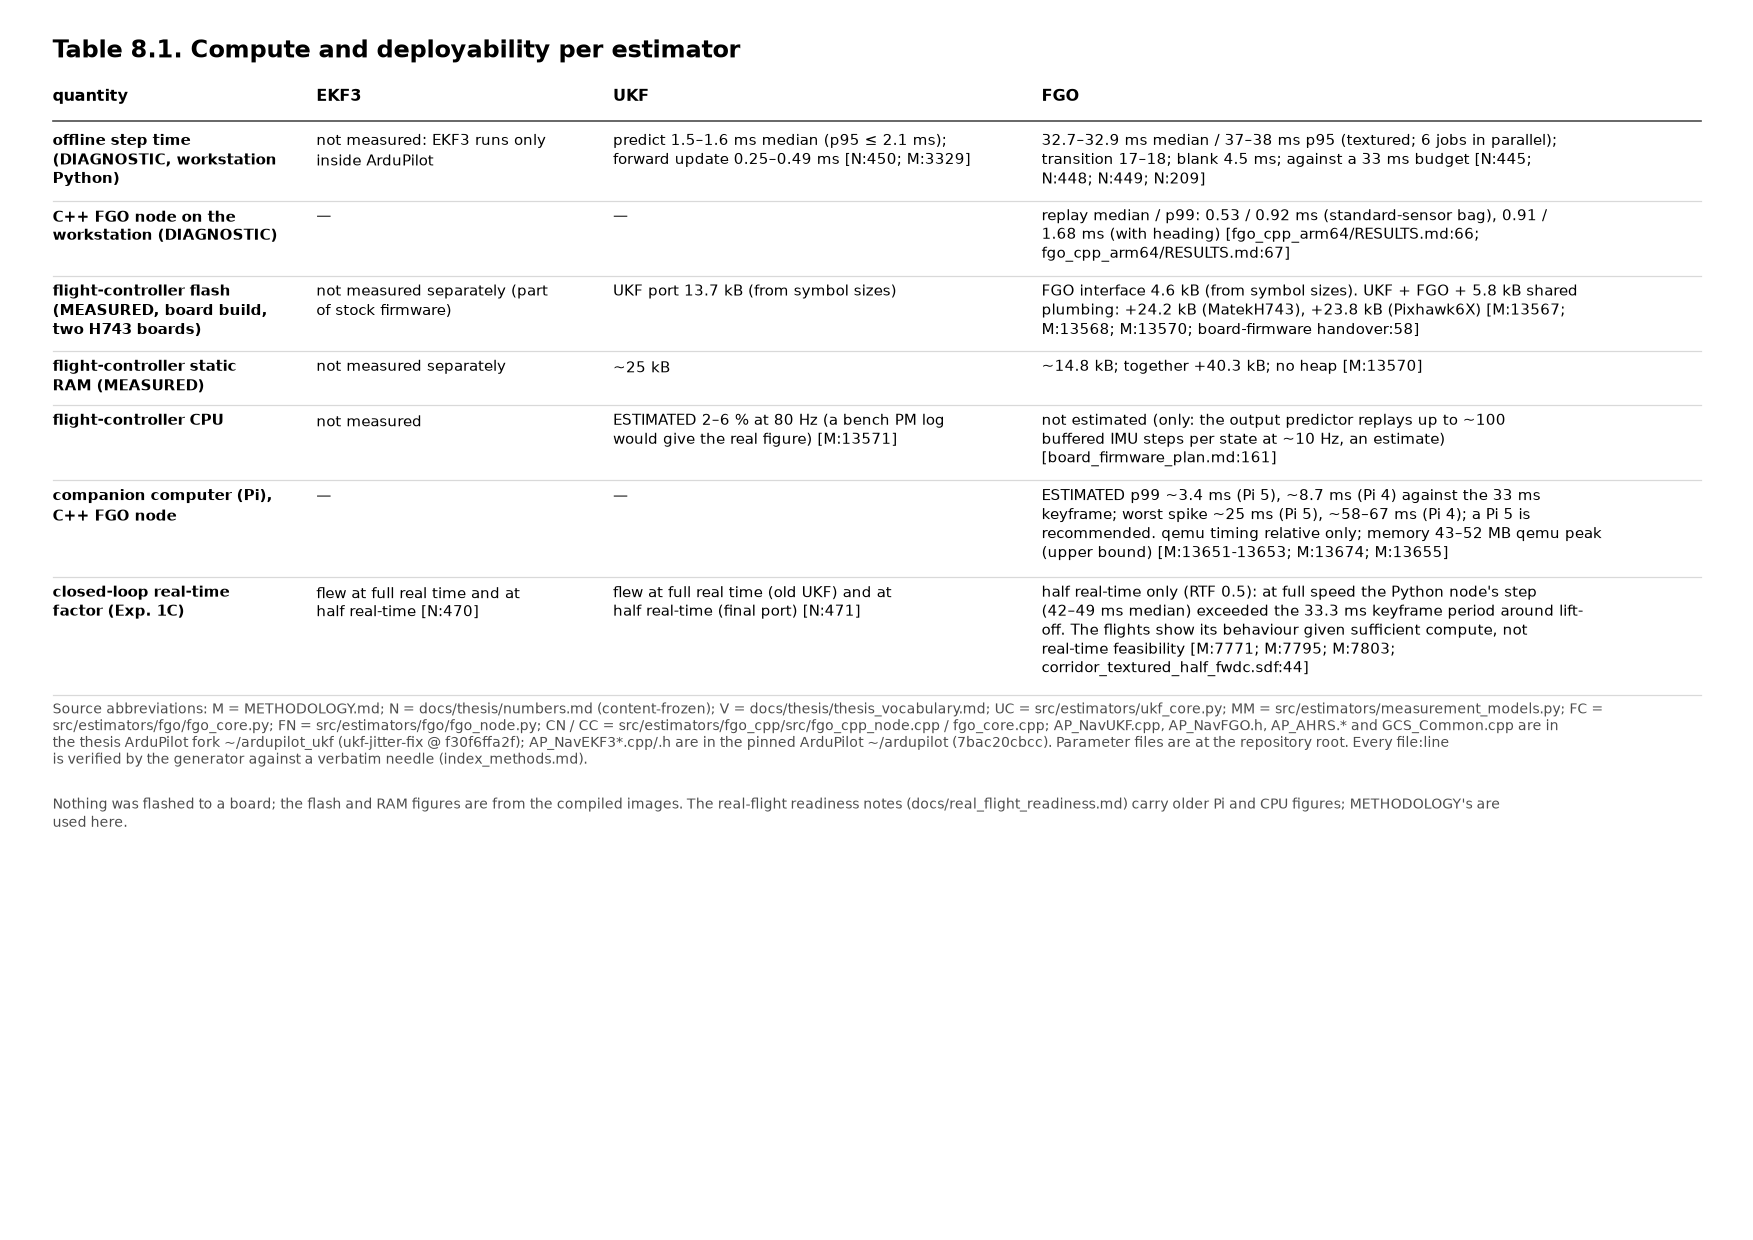 Table 8.1. Compute and deployability per estimator
quantity
EKF3
UKF
FGO
offline step time
(DIAGNOSTIC, workstation
Python)
not measured: EKF3 runs only
inside ArduPilot
predict 1.5–1.6 ms median (p95 ≤ 2.1 ms);
forward update 0.25–0.49 ms [N:450; M:3329]
32.7–32.9 ms median / 37–38 ms p95 (textured; 6 jobs in parallel);
transition 17–18; blank 4.5 ms; against a 33 ms budget [N:445;
N:448; N:449; N:209]
C++ FGO node on the
workstation (DIAGNOSTIC)
—
—
replay median / p99: 0.53 / 0.92 ms (standard-sensor bag), 0.91 /
1.68 ms (with heading) [fgo_cpp_arm64/RESULTS.md:66;
fgo_cpp_arm64/RESULTS.md:67]
flight-controller flash
(MEASURED, board build,
two H743 boards)
not measured separately (part
of stock firmware)
UKF port 13.7 kB (from symbol sizes)
FGO interface 4.6 kB (from symbol sizes). UKF + FGO + 5.8 kB shared
plumbing: +24.2 kB (MatekH743), +23.8 kB (Pixhawk6X) [M:13567;
M:13568; M:13570; board-firmware handover:58]
flight-controller static
RAM (MEASURED)
not measured separately
~25 kB
~14.8 kB; together +40.3 kB; no heap [M:13570]
flight-controller CPU
not measured
ESTIMATED 2–6 % at 80 Hz (a bench PM log
would give the real figure) [M:13571]
not estimated (only: the output predictor replays up to ~100
buffered IMU steps per state at ~10 Hz, an estimate)
[board_firmware_plan.md:161]
companion computer (Pi),
C++ FGO node
—
—
ESTIMATED p99 ~3.4 ms (Pi 5), ~8.7 ms (Pi 4) against the 33 ms
keyframe; worst spike ~25 ms (Pi 5), ~58–67 ms (Pi 4); a Pi 5 is
recommended. qemu timing relative only; memory 43–52 MB qemu peak
(upper bound) [M:13651-13653; M:13674; M:13655]
closed-loop real-time
factor (Exp. 1C)
flew at full real time and at
half real-time [N:470]
flew at full real time (old UKF) and at
half real-time (final port) [N:471]
half real-time only (RTF 0.5): at full speed the Python node's step
(42–49 ms median) exceeded the 33.3 ms keyframe period around lift-
off. The flights show its behaviour given sufficient compute, not
real-time feasibility [M:7771; M:7795; M:7803;
corridor_textured_half_fwdc.sdf:44]
Source abbreviations: M = METHODOLOGY.md; N = docs/thesis/numbers.md (content-frozen); V = docs/thesis/thesis_vocabulary.md; UC = src/estimators/ukf_core.py; MM = src/estimators/measurement_models.py; FC =
src/estimators/fgo/fgo_core.py; FN = src/estimators/fgo/fgo_node.py; CN / CC = src/estimators/fgo_cpp/src/fgo_cpp_node.cpp / fgo_core.cpp; AP_NavUKF.cpp, AP_NavFGO.h, AP_AHRS.* and GCS_Common.cpp are in
the thesis ArduPilot fork ~/ardupilot_ukf (ukf-jitter-fix @ f30f6ffa2f); AP_NavEKF3*.cpp/.h are in the pinned ArduPilot ~/ardupilot (7bac20cbcc). Parameter files are at the repository root. Every file:line
is verified by the generator against a verbatim needle (index_methods.md).
Nothing was flashed to a board; the flash and RAM figures are from the compiled images. The real-flight readiness notes (docs/real_flight_readiness.md) carry older Pi and CPU figures; METHODOLOGY's are
used here.